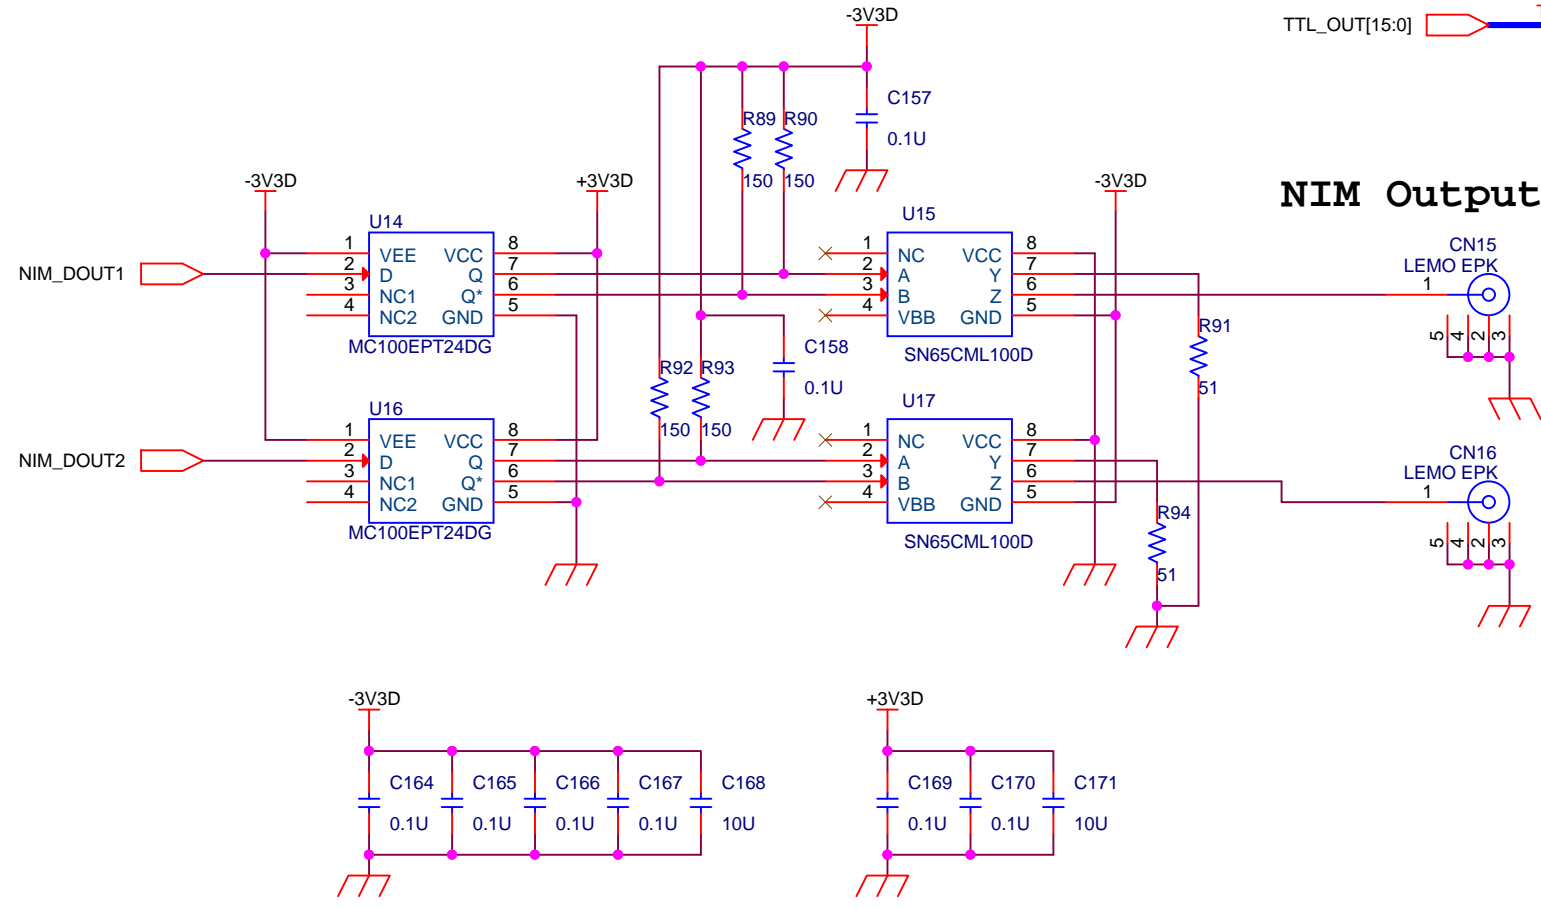 -3V3D
TTL_OUT[15:0]
C157
0.1U
R89 R90
150 150
-3V3D
+3V3D
-3V3D
NIM Output
U14
U15
1 VEE VCC 8
2 D Q 7
3 NC1 Q* 6
4 NC2 GND 5
MC100EPT24DG
NIM_DOUT1
1 NC VCC 8
2 A Y 7
3 B Z 6
4 VBB GND 5
SN65CML100D
CN15
LEMO EPK
1
5 4 2 3
R91
51
C158
0.1U
R92 R93
150 150
U16
U17
1 VEE VCC 8
2 D Q 7
3 NC1 Q* 6
4 NC2 GND 5
MC100EPT24DG
NIM_DOUT2
1 NC VCC 8
2 A Y 7
3 B Z 6
4 VBB GND 5
SN65CML100D
CN16
LEMO EPK
1
5 4 2 3
R94
51
-3V3D
+3V3D
C164 C165 C166 C167 C168
0.1U 0.1U 0.1U 0.1U 10U
C169 C170 C171
0.1U 0.1U 10U